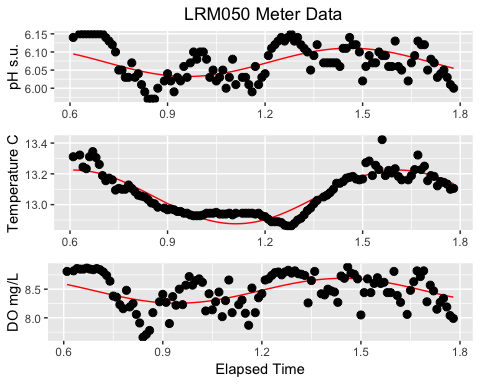 LRM050 Meter Data
pH s.u.
6.15
6.10
6.05
6.00
0.6 0.9 1.2 1.5 1.8
Temperature C
13.4
13.2
13.0
0.6 0.9 1.2 1.5 1.8
DO mg/L
8.5
8.0
0.6 0.9 1.2 1.5 1.8
Elapsed Time